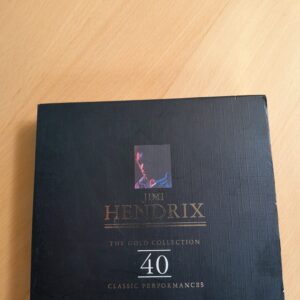 JIMI
HENDRIX
THE GOLD COLLECTION
40
CLASSIC PERFORMANCES